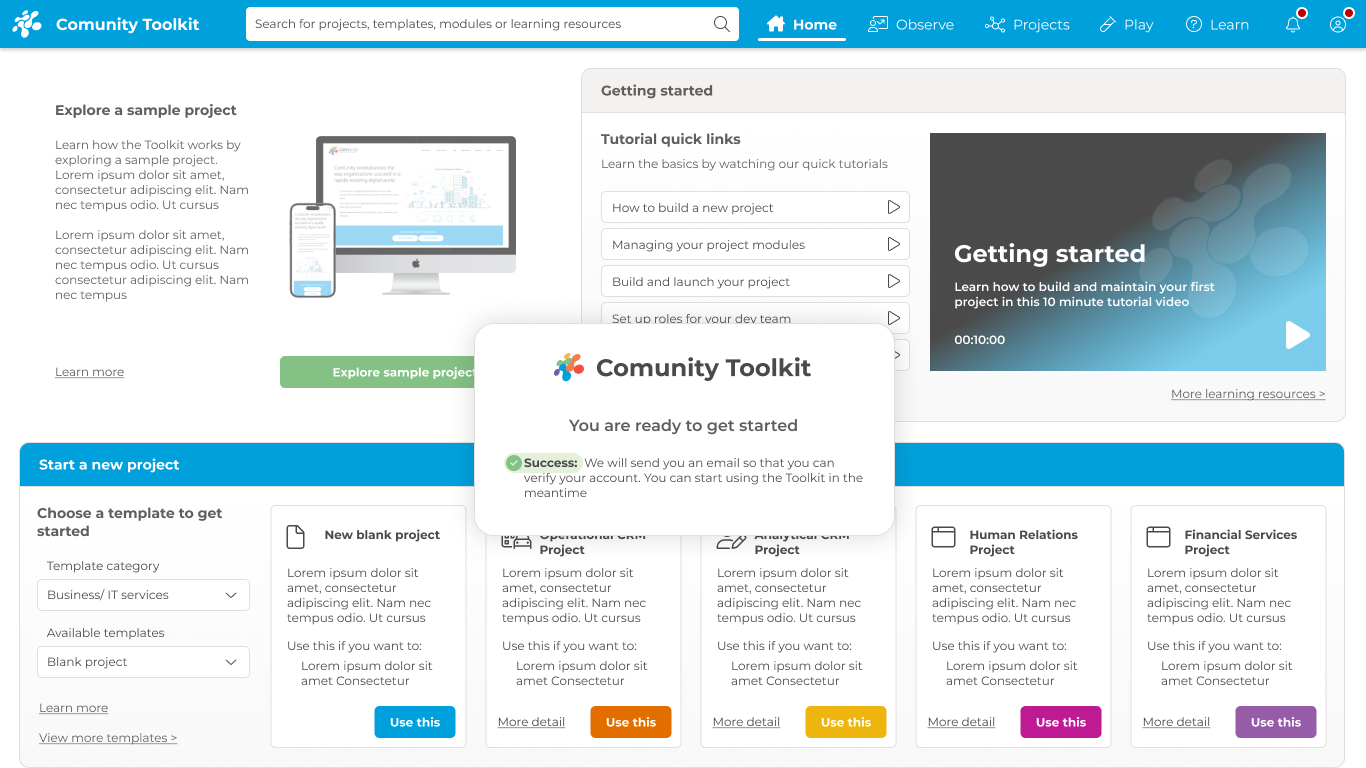 Comunity Toolkit
Search for projects, templates, modules or learning resources
Home
Observe
Projects
Play
Learn
Explore a sample project
Learn how the Toolkit works by
exploring a sample project.
Lorem ipsum dolor sit amet,
consectetur adipiscing elit. Nam
nec tempus odio. Ut cursus
Lorem ipsum dolor sit amet,
consectetur adipiscing elit. Nam
nec tempus odio. Ut cursus
consectetur adipiscing elit. Nam
nec tempus
Learn more
Explore sample project
Getting started
Tutorial quick links
Learn the basics by watching our quick tutorials
How to build a new project
Managing your project modules
Build and launch your project
Set up roles for your dev team
Getting started
Learn how to build and maintain your first
project in this 10 minute tutorial video
00:10:00
More learning resources >
Comunity Toolkit
You are ready to get started
Success: We will send you an email so that you can
verify your account. You can start using the Toolkit in the
meantime
Start a new project
Choose a template to get
started
Template category
Business/ IT services
Available templates
Blank project
Learn more
View more templates >
New blank project
Lorem ipsum dolor sit
amet, consectetur
adipiscing elit. Nam nec
tempus odio. Ut cursus
Use this if you want to:
Lorem ipsum dolor sit
amet Consectetur
Use this
Operational CRM
Project
Lorem ipsum dolor sit
amet, consectetur
adipiscing elit. Nam nec
tempus odio. Ut cursus
Use this if you want to:
Lorem ipsum dolor sit
amet Consectetur
More detail
Use this
Analytical CRM
Project
Lorem ipsum dolor sit
amet, consectetur
adipiscing elit. Nam nec
tempus odio. Ut cursus
Use this if you want to:
Lorem ipsum dolor sit
amet Consectetur
More detail
Use this
Human Relations
Project
Lorem ipsum dolor sit
amet, consectetur
adipiscing elit. Nam nec
tempus odio. Ut cursus
Use this if you want to:
Lorem ipsum dolor sit
amet Consectetur
More detail
Use this
Financial Services
Project
Lorem ipsum dolor sit
amet, consectetur
adipiscing elit. Nam nec
tempus odio. Ut cursus
Use this if you want to:
Lorem ipsum dolor sit
amet Consectetur
More detail
Use this